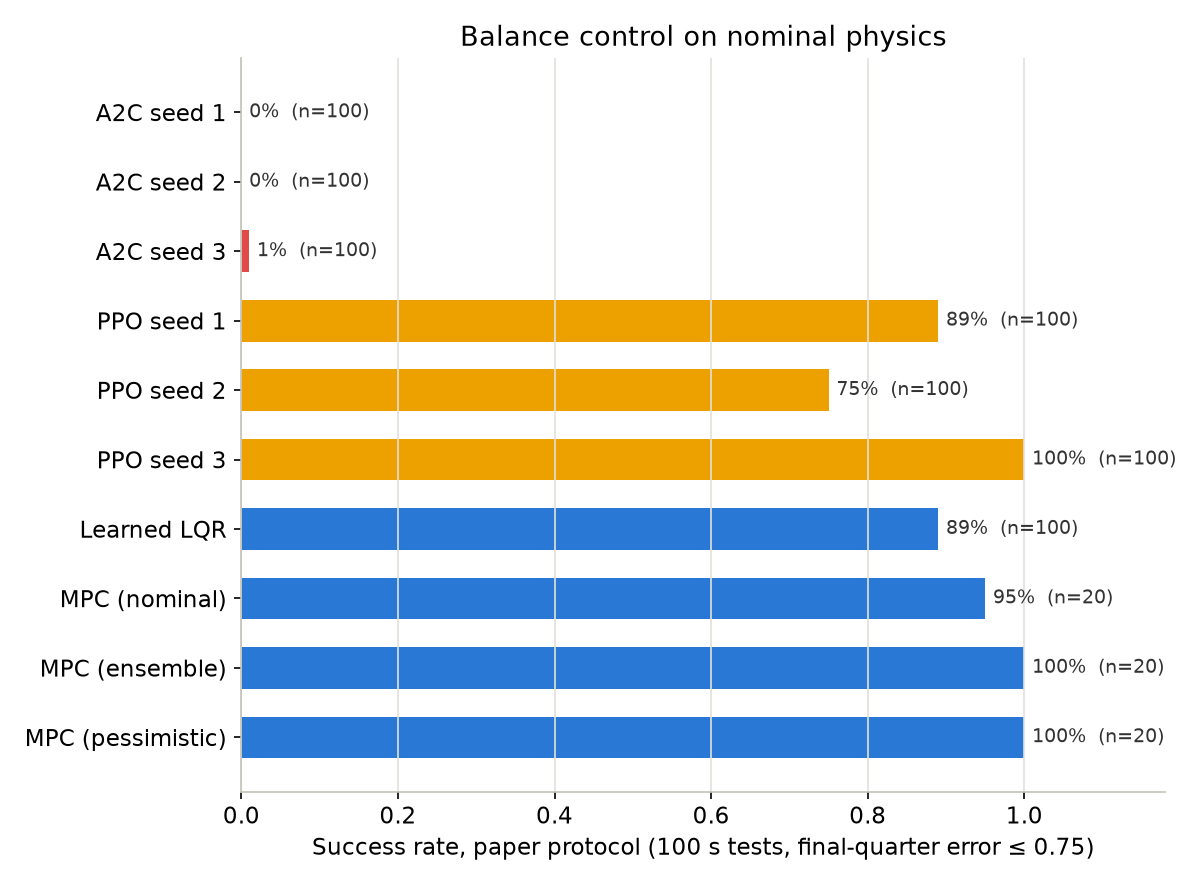 Balance control on nominal physics
A2C seed 1 0% (n=100)
A2C seed 2 0% (n=100)
A2C seed 3 1% (n=100)
PPO seed 1 89% (n=100)
PPO seed 2 75% (n=100)
PPO seed 3 100% (n=100)
Learned LQR 89% (n=100)
MPC (nominal) 95% (n=20)
MPC (ensemble) 100% (n=20)
MPC (pessimistic) 100% (n=20)
0.0 0.2 0.4 0.6 0.8 1.0
Success rate, paper protocol (100 s tests, final-quarter error ≤ 0.75)